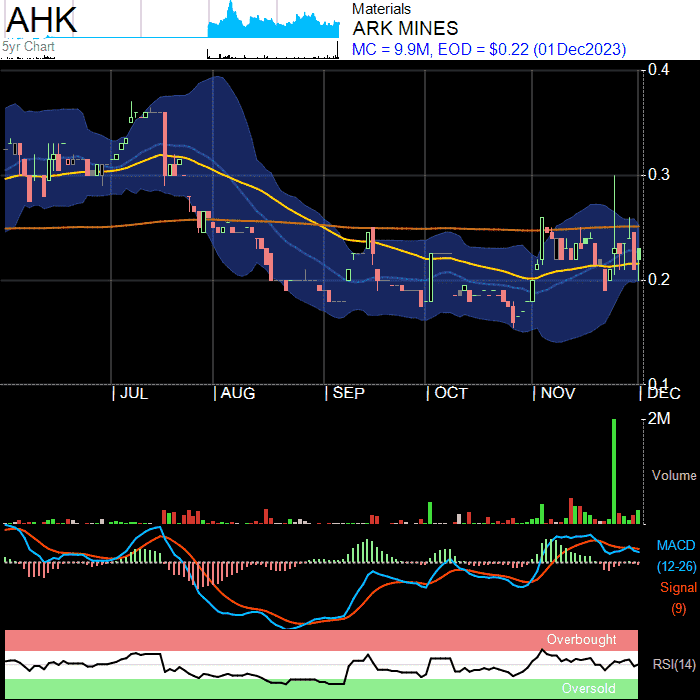 AHK
Materials
ARK MINES
5yr Chart
MC = 9.9M, EOD = $0.22 (01Dec2023)
0.4
0.3
0.2
0.1
JUL AUG SEP OCT NOV DEC
2M
Volume
MACD
(12-26)
Signal
(9)
Overbought
RSI(14)
Oversold